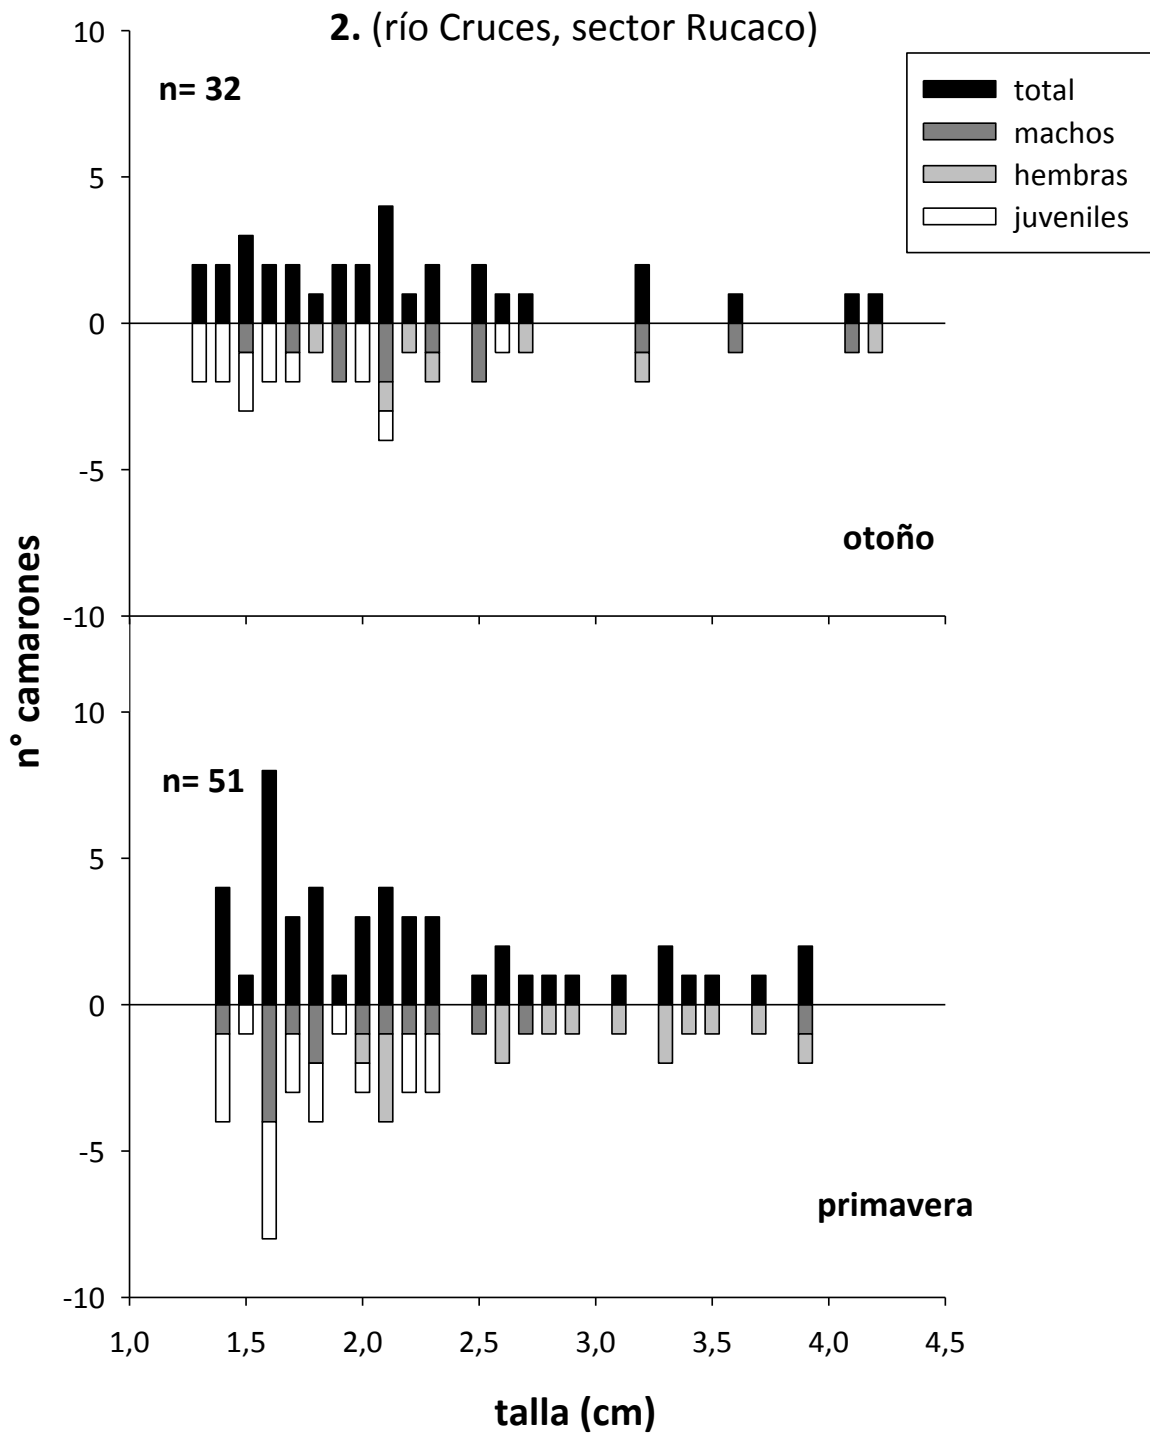 2. (río Cruces, sector Rucaco)
n= 32
total
machos
hembras
juveniles
10
5
0
-5
-10
otoño
n° camarones
n= 51
10
5
0
-5
-10
primavera
1,0 1,5 2,0 2,5 3,0 3,5 4,0 4,5
talla (cm)